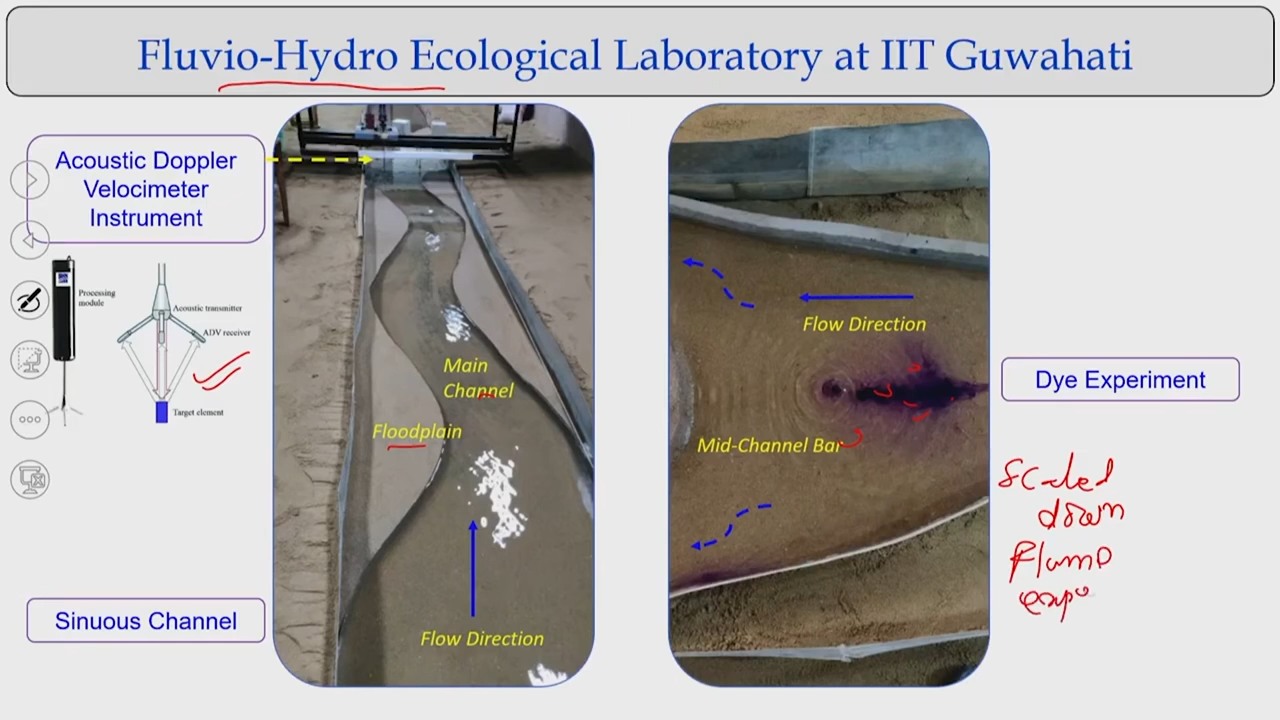 Fluvio-Hydro Ecological Laboratory at IIT Guwahati
Acoustic Doppler
Velocimeter
Instrument
Processing
module
Acoustic transmitter
ADV receiver
Target element
Sinuous Channel
Main
Channel
Floodplain
Flow Direction
Flow Direction
Mid-Channel Bar
Dye Experiment
Scaled
down